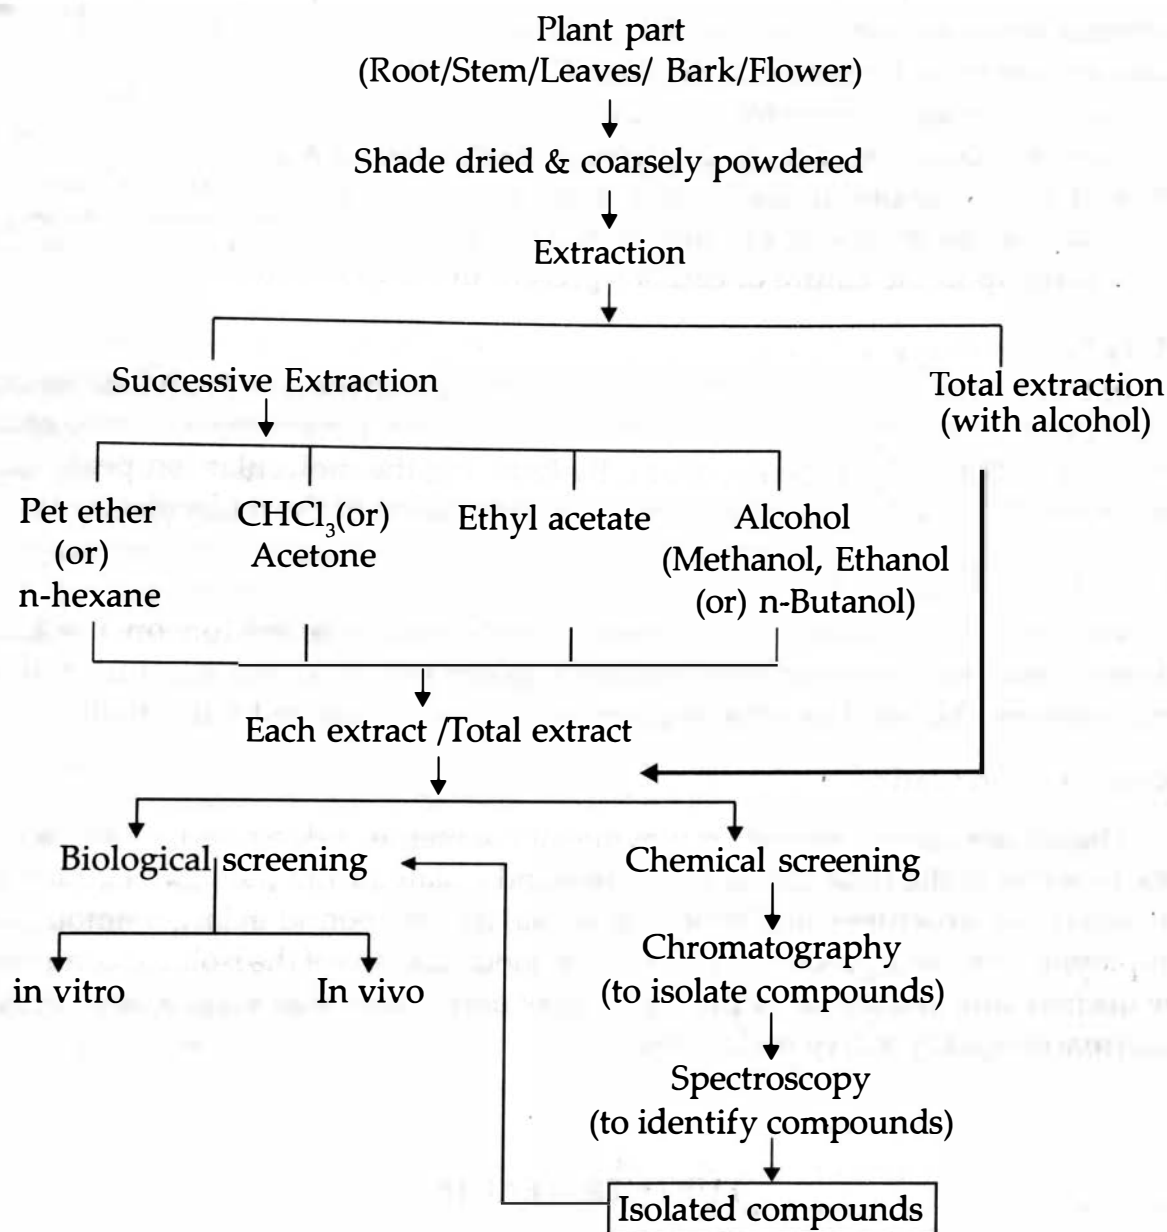 Plant part
(Root/Stem/Leaves/ Bark/Flower)
Shade dried & coarsely powdered
Extraction
Successive Extraction
Total extraction
(with alcohol)
Pet ether
(or)
n-hexane
CHCl₃(or)
Acetone
Ethyl acetate
Alcohol
(Methanol, Ethanol
(or) n-Butanol)
Each extract /Total extract
Biological screening
Chemical screening
in vitro
In vivo
Chromatography
(to isolate compounds)
Spectroscopy
(to identify compounds)
Isolated compounds